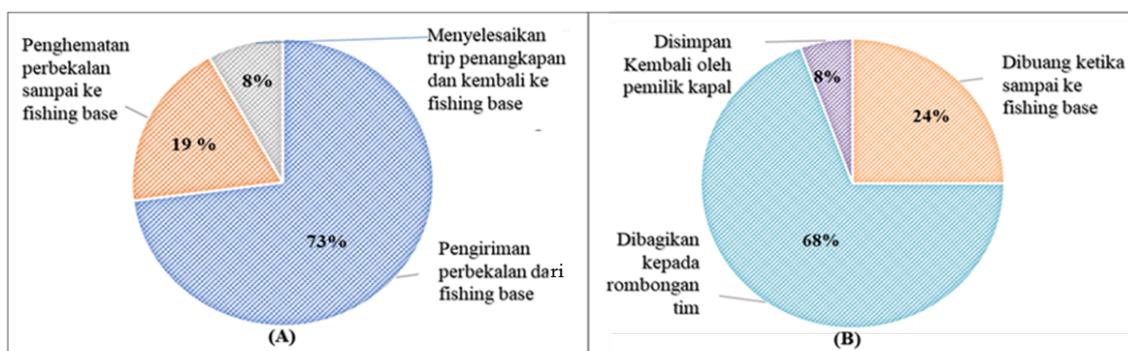 Penghematan
perbekalan
sampai ke
fishing base
8%
Menyelesaikan
trip penangkapan
dan kembali ke
fishing base
19 %
73%
Pengiriman
perbekalan dari
fishing base
(A)
Disimpan
Kembali oleh
pemilik kapal
8%
Dibuang ketika
sampai ke
fishing base
24%
68%
Dibagikan
kepada
rombongan
tim
(B)